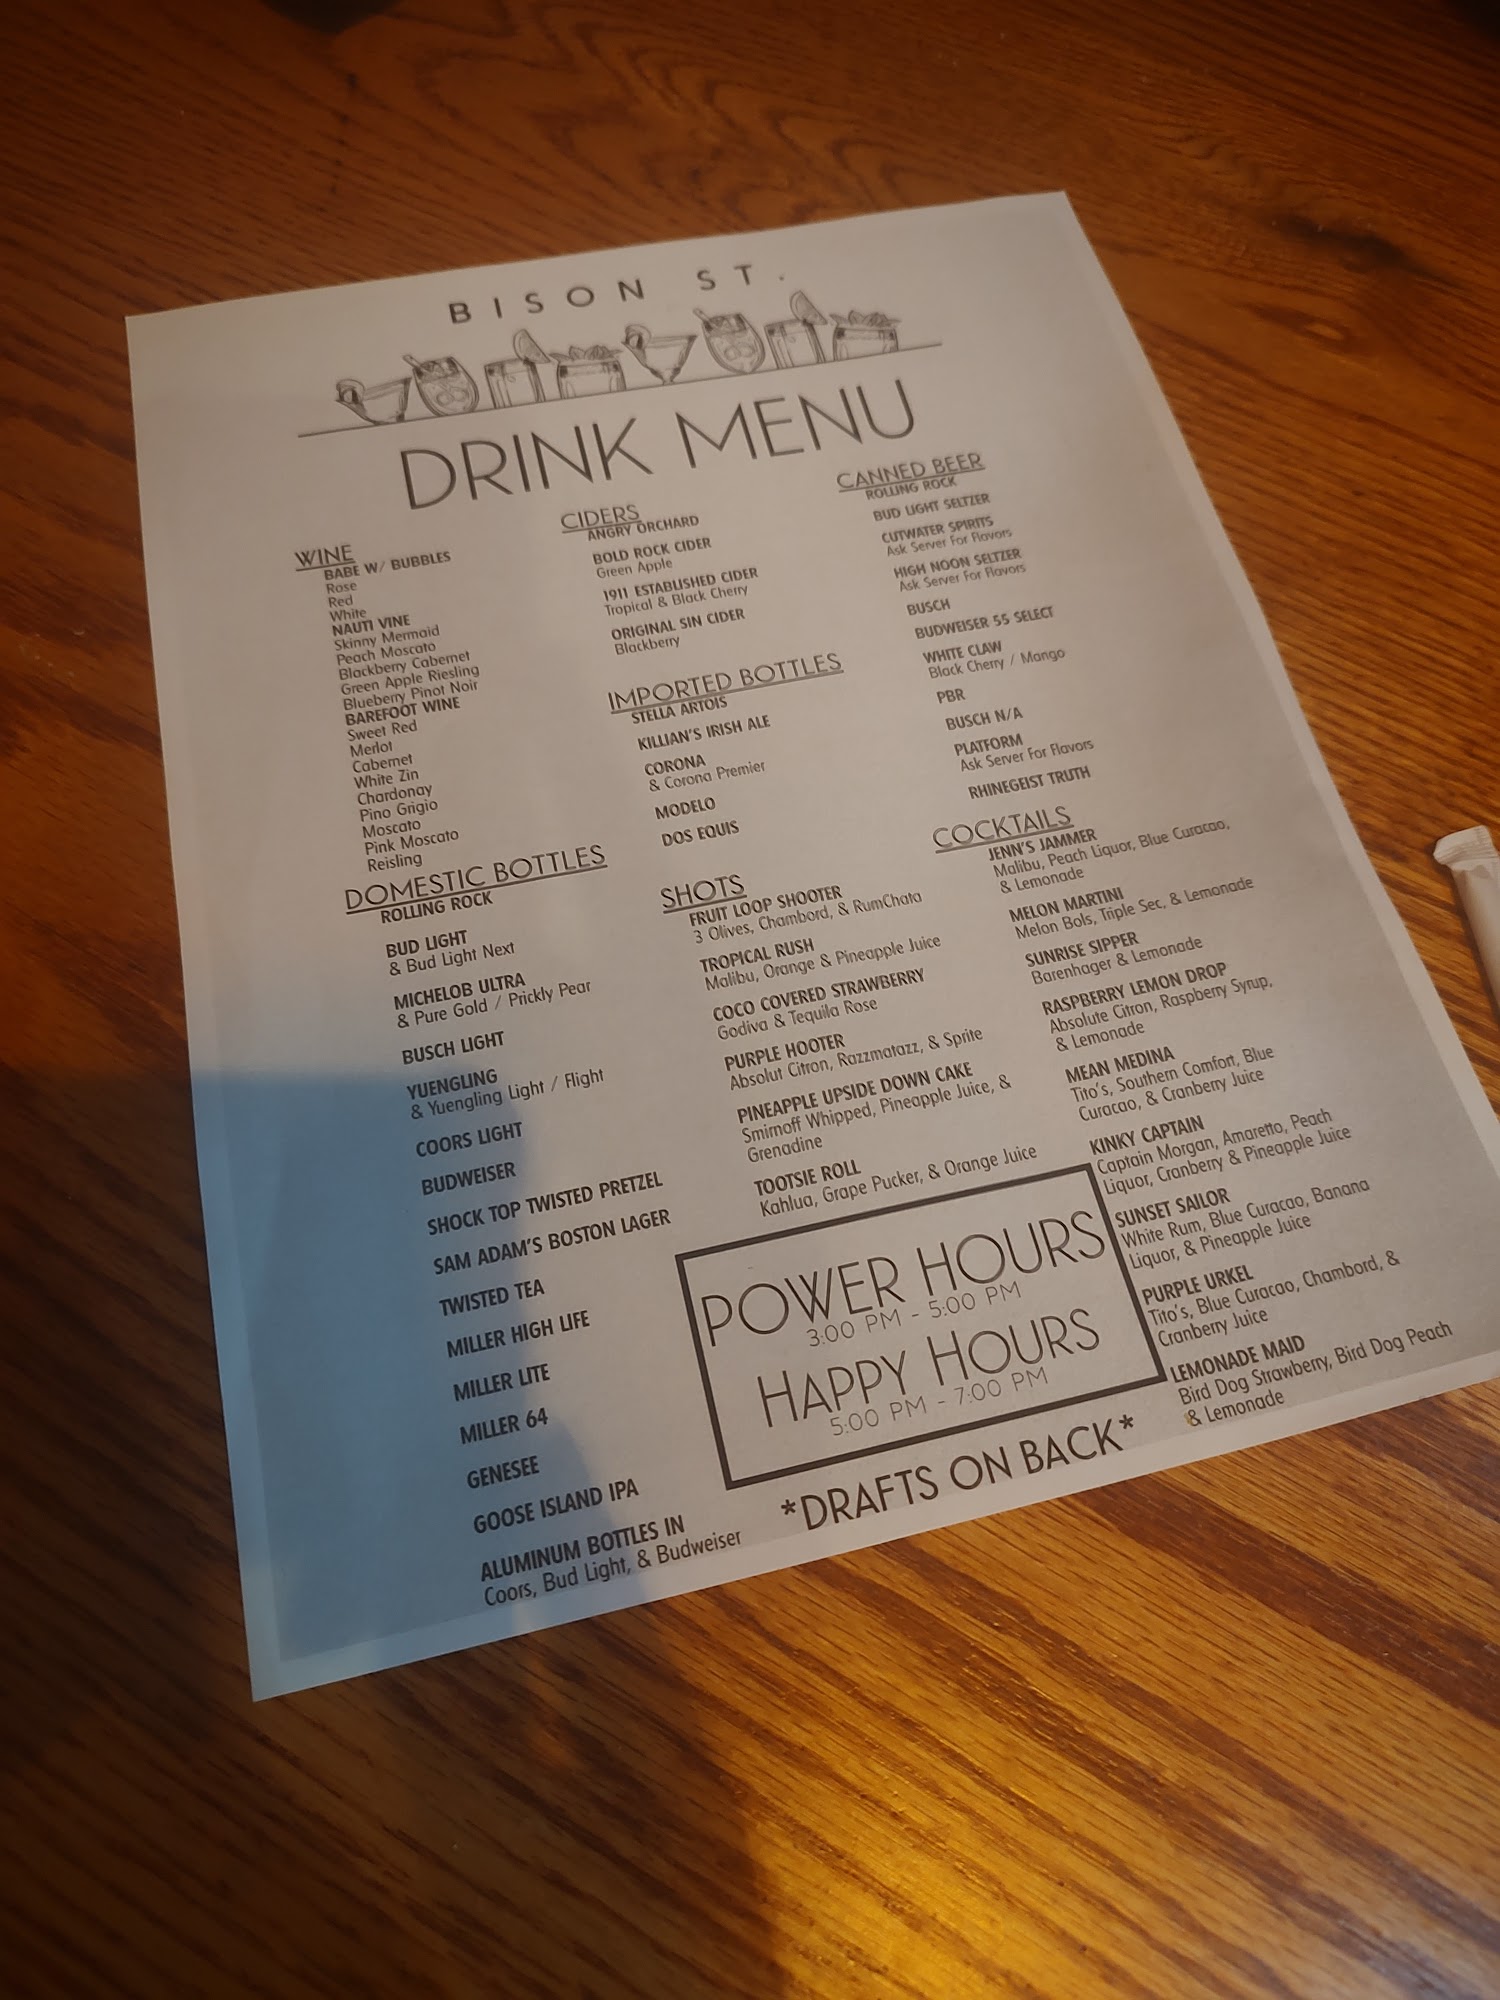 BISON ST.
DRINK MENU
WINE
BABE W/ BUBBLES
Rose
Red
White
NAUTI VINE
Skinny Mermaid
Peach Moscato
Blackberry Cabernet
Green Apple Riesling
Blueberry Pinot Noir
BAREFOOT WINE
Sweet Red
Merlot
Cabernet
White Zin
Chardonay
Pino Grigio
Moscato
Pink Moscato
Reisling
DOMESTIC BOTTLES
ROLLING ROCK
BUD LIGHT
& Bud Light Next
MICHELOB ULTRA
& Pure Gold / Prickly Pear
BUSCH LIGHT
YUENGLING
& Yuengling Light / Flight
COORS LIGHT
BUDWEISER
SHOCK TOP TWISTED PRETZEL
SAM ADAM'S BOSTON LAGER
TWISTED TEA
MILLER HIGH LIFE
MILLER LITE
MILLER 64
GENESEE
GOOSE ISLAND IPA
ALUMINUM BOTTLES IN
Coors, Bud Light, & Budweiser
CIDERS
ANGRY ORCHARD
BOLD ROCK CIDER
Green Apple
1911 ESTABLISHED CIDER
Tropical & Black Cherry
ORIGINAL SIN CIDER
Blackberry
IMPORTED BOTTLES
STELLA ARTOIS
KILLIAN'S IRISH ALE
CORONA
& Corona Premier
MODELO
DOS EQUIS
SHOTS
FRUIT LOOP SHOOTER
3 Olives, Chambord, & RumChata
TROPICAL RUSH
Malibu, Orange & Pineapple Juice
COCO COVERED STRAWBERRY
Godiva & Tequila Rose
PURPLE HOOTER
Absolut Citron, Razzmatazz, & Sprite
PINEAPPLE UPSIDE DOWN CAKE
Smirnoff Whipped, Pineapple Juice, &
Grenadine
TOOTSIE ROLL
Kahlua, Grape Pucker, & Orange Juice
CANNED BEER
ROLLING ROCK
BUD LIGHT SELTZER
CUTWATER SPIRITS
Ask Server For Flavors
HIGH NOON SELTZER
Ask Server For Flavors
BUSCH
BUDWEISER 55 SELECT
WHITE CLAW
Black Cherry / Mango
PBR
BUSCH N/A
PLATFORM
Ask Server For Flavors
RHINEGEIST TRUTH
COCKTAILS
JENN'S JAMMER
Malibu, Peach Liquor, Blue Curacao,
& Lemonade
MELON MARTINI
Melon Bols, Triple Sec, & Lemonade
SUNRISE SIPPER
Barenhager & Lemonade
RASPBERRY LEMON DROP
Absolute Citron, Raspberry Syrup,
& Lemonade
MEAN MEDINA
Tito's, Southern Comfort, Blue
Curacao, & Cranberry Juice
KINKY CAPTAIN
Captain Morgan, Amaretto, Peach
Liquor, Cranberry & Pineapple Juice
SUNSET SAILOR
White Rum, Blue Curacao, Banana
Liquor, & Pineapple Juice
PURPLE URKEL
Tito's, Blue Curacao, Chambord, &
Cranberry Juice
LEMONADE MAID
Bird Dog Strawberry, Bird Dog Peach
& Lemonade
POWER HOURS
3:00 PM - 5:00 PM
HAPPY HOURS
5:00 PM - 7:00 PM
*DRAFTS ON BACK*